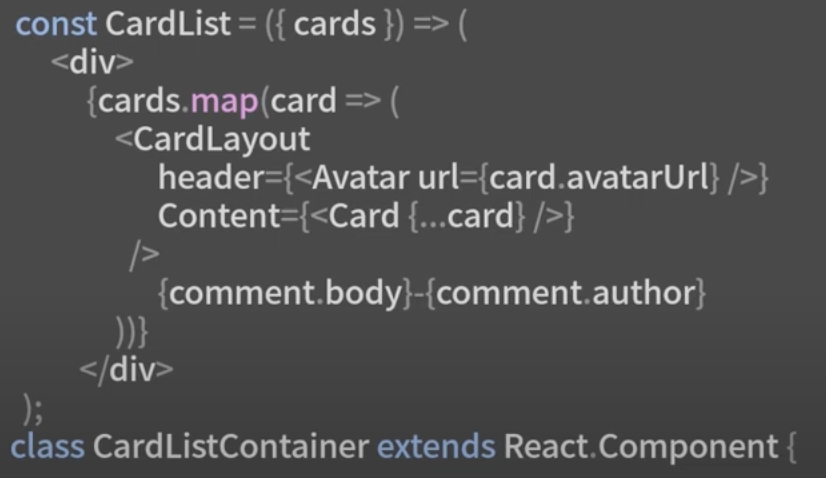 const CardList = ({ cards }) => (
<div>
{cards.map(card => (
<CardLayout
header={<Avatar url={card.avatarUrl} />}
Content={<Card {...card} />}
/>
{comment.body}-{comment.author}
))}
</div>
);
class CardListContainer extends React.Component {